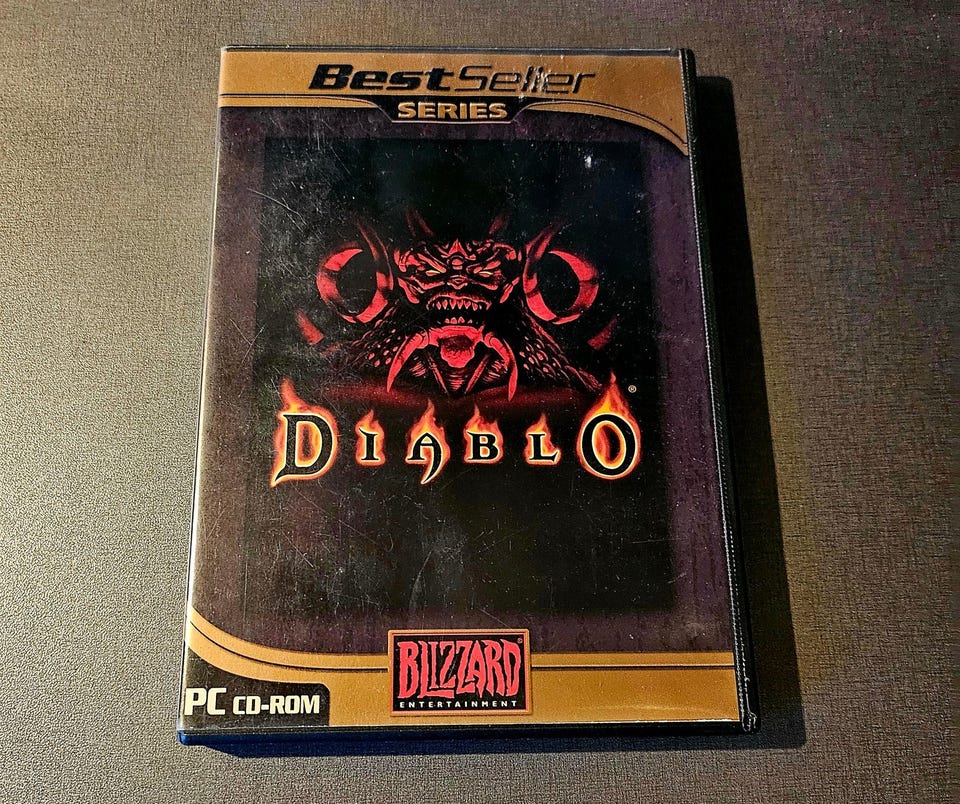 BestSeller
SERIES
DIABLO
®
BLIZZARD®
ENTERTAINMENT
PC CD-ROM